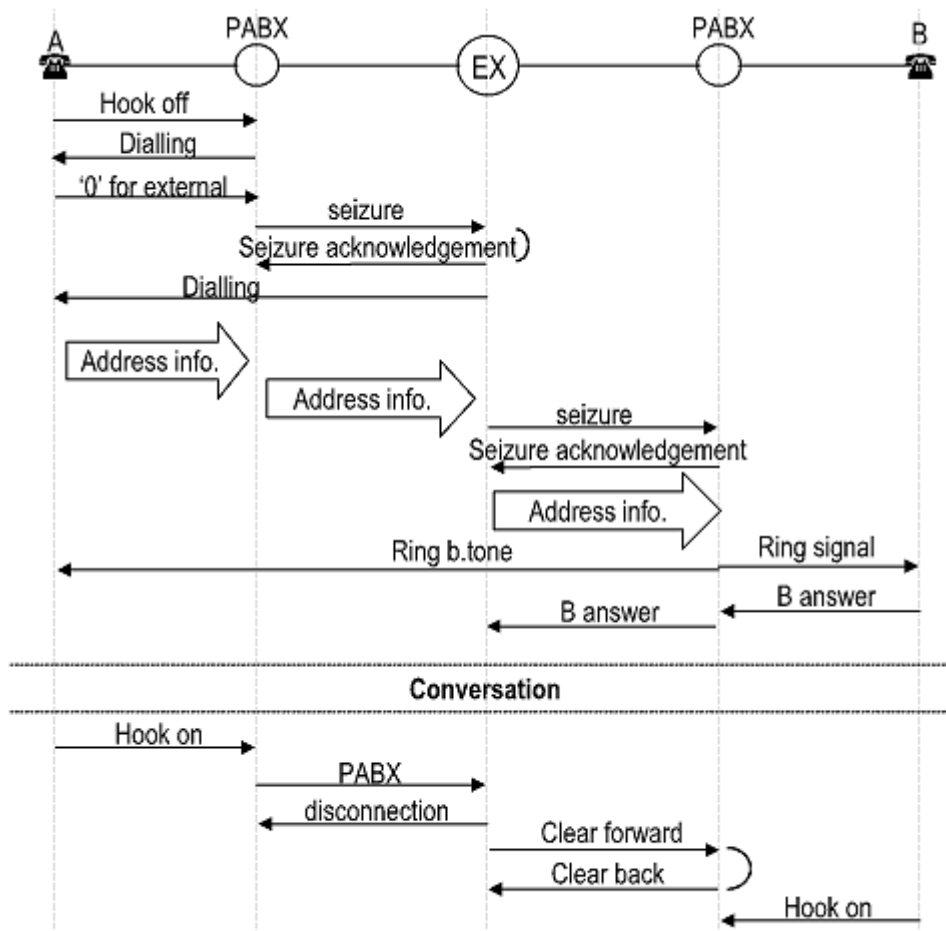 A PABX EX PABX B
Hook off
Dialling
‘0’ for external
seizure
Seizure acknowledgement
Dialling
Address info.
Address info.
seizure
Seizure acknowledgement
Address info.
Ring b.tone Ring signal
B answer B answer
Conversation
Hook on
PABX
disconnection
Clear forward
Clear back
Hook on